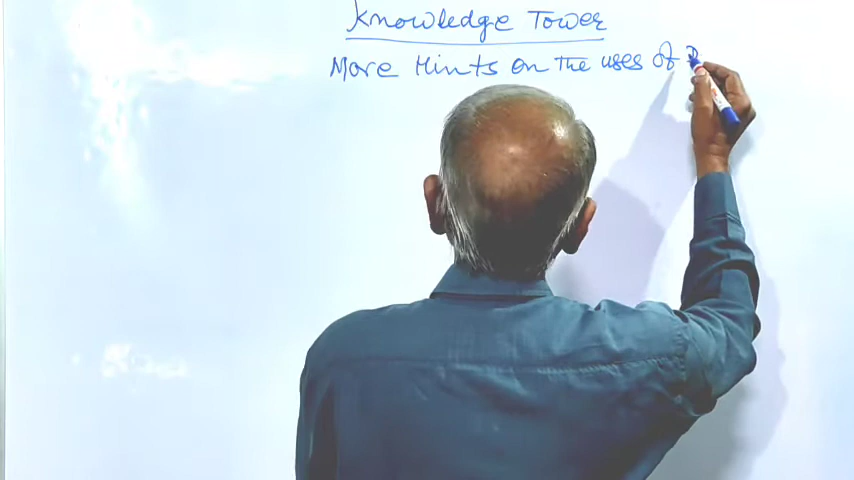 Knowledge Tower
More Hints on the uses of